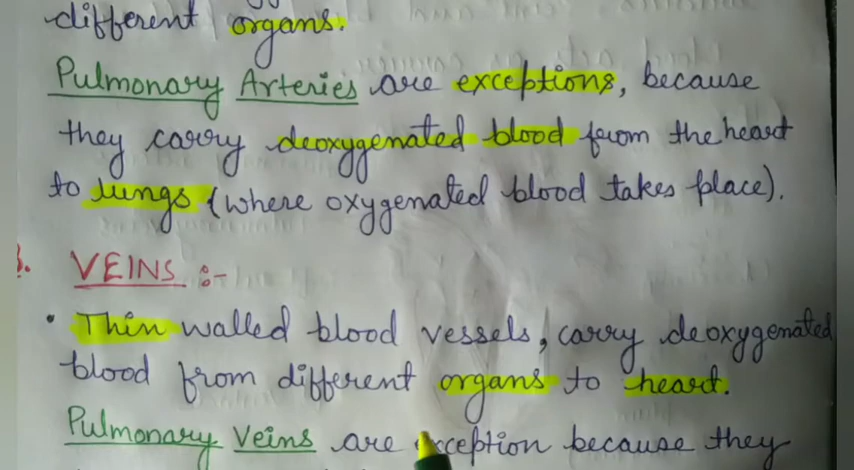 different organs.
Pulmonary Arteries are exceptions, because
they carry deoxygenated blood from the heart
to lungs (where oxygenated blood takes place).
3. VEINS :-
• Thin walled blood vessels, carry deoxygenated
blood from different organs to heart.
Pulmonary Veins are exception because they